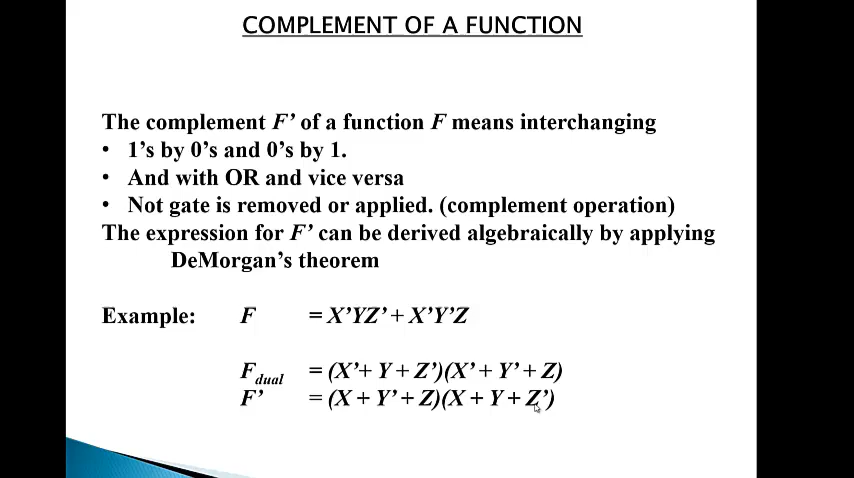 COMPLEMENT OF A FUNCTION
The complement F’ of a function F means interchanging
• 1’s by 0’s and 0’s by 1.
• And with OR and vice versa
• Not gate is removed or applied. (complement operation)
The expression for F’ can be derived algebraically by applying
DeMorgan’s theorem
Example: F = X’YZ’ + X’Y’Z
Fdual = (X’+ Y + Z’)(X’ + Y’ + Z)
F’ = (X + Y’ + Z)(X + Y + Z’)